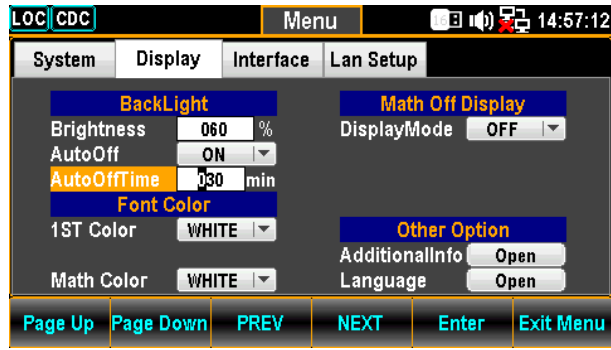 LOC CDC Menu 16 14:57:12
System Display Interface Lan Setup
BackLight
Brightness 060 %
AutoOff ON
AutoOffTime 030 min
Font Color
1ST Color WHITE
Math Color WHITE
Math Off Display
DisplayMode OFF
Other Option
AdditionalInfo Open
Language Open
Page Up Page Down PREV NEXT Enter Exit Menu